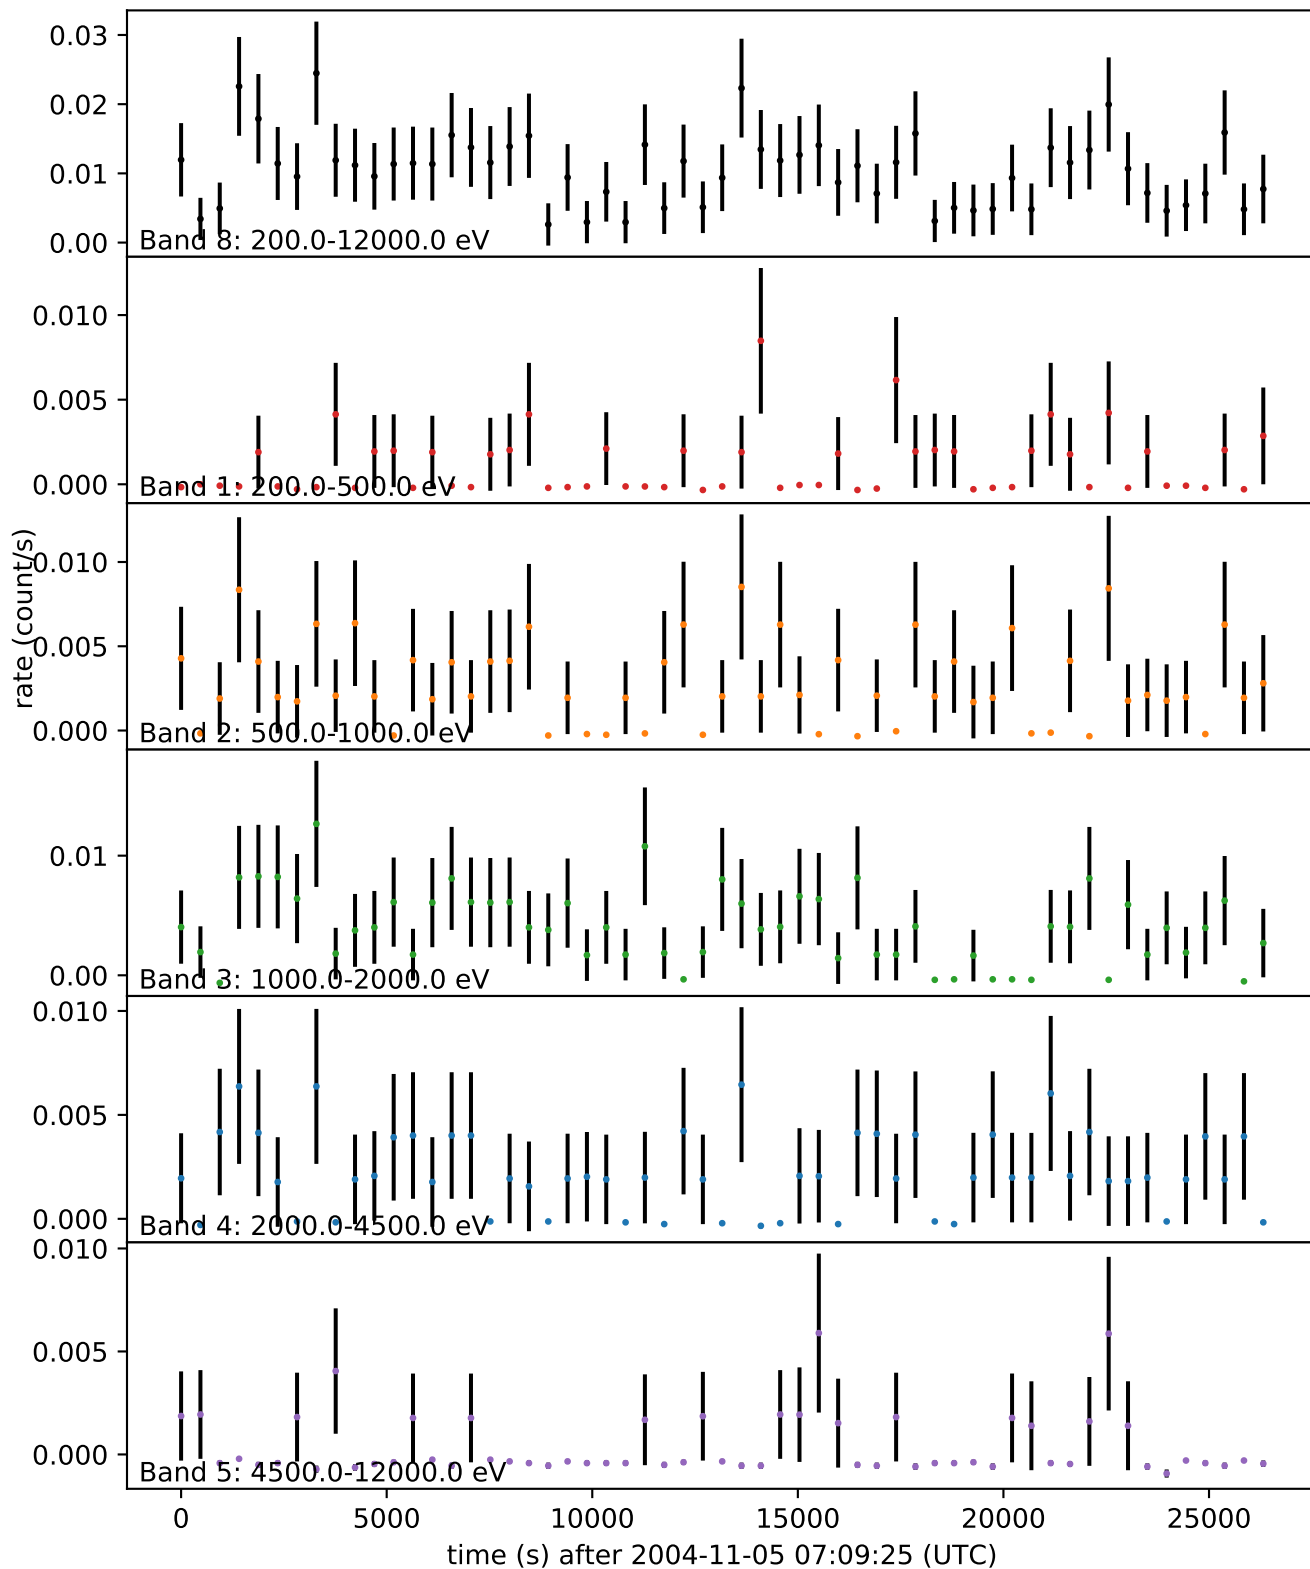 0.03
0.02
0.01
0.00
Band 8: 200.0-12000.0 eV
0.010
0.005
0.000
Band 1: 200.0-500.0 eV
rate (count/s)
0.010
0.005
0.000
Band 2: 500.0-1000.0 eV
0.01
0.00
Band 3: 1000.0-2000.0 eV
0.010
0.005
0.000
Band 4: 2000.0-4500.0 eV
0.010
0.005
0.000
Band 5: 4500.0-12000.0 eV
0 5000 10000 15000 20000 25000
time (s) after 2004-11-05 07:09:25 (UTC)